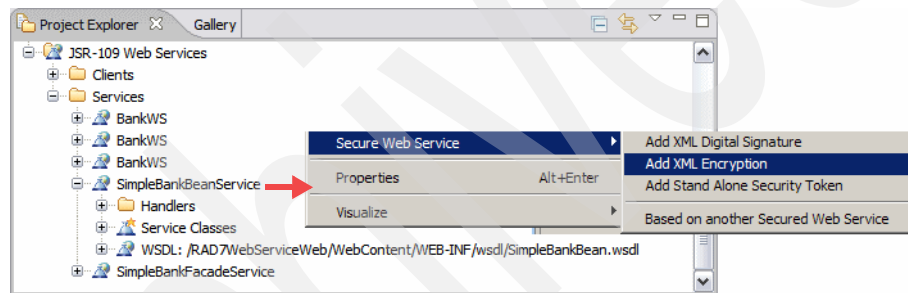 Project Explorer Gallery
JSR-109 Web Services
Clients
Services
BankWS
BankWS
BankWS
SimpleBankBeanService
Handlers
Service Classes
WSDL: /RAD7WebServiceWeb/WebContent/WEB-INF/wsdl/SimpleBankBean.wsdl
SimpleBankFacadeService
Secure Web Service
Properties Alt+Enter
Visualize
Add XML Digital Signature
Add XML Encryption
Add Stand Alone Security Token
Based on another Secured Web Service